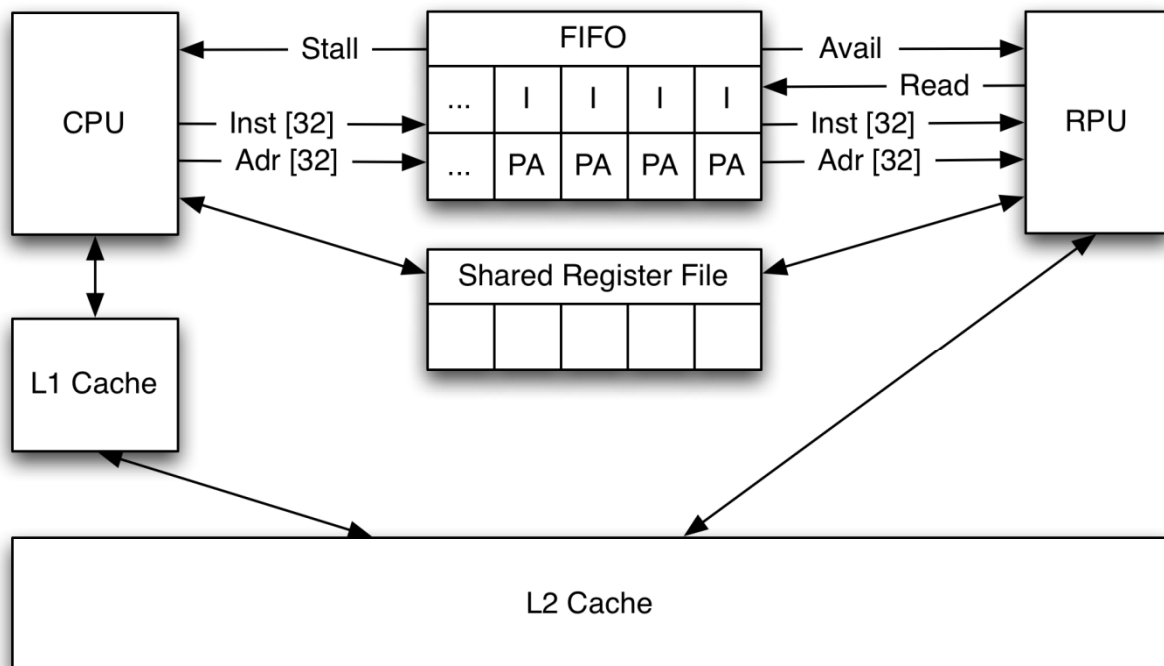 Stall
FIFO
Avail
Read
CPU
... I I I I
RPU
Inst [32]
Inst [32]
Adr [32]
... PA PA PA PA
Adr [32]
Shared Register File
L1 Cache
L2 Cache